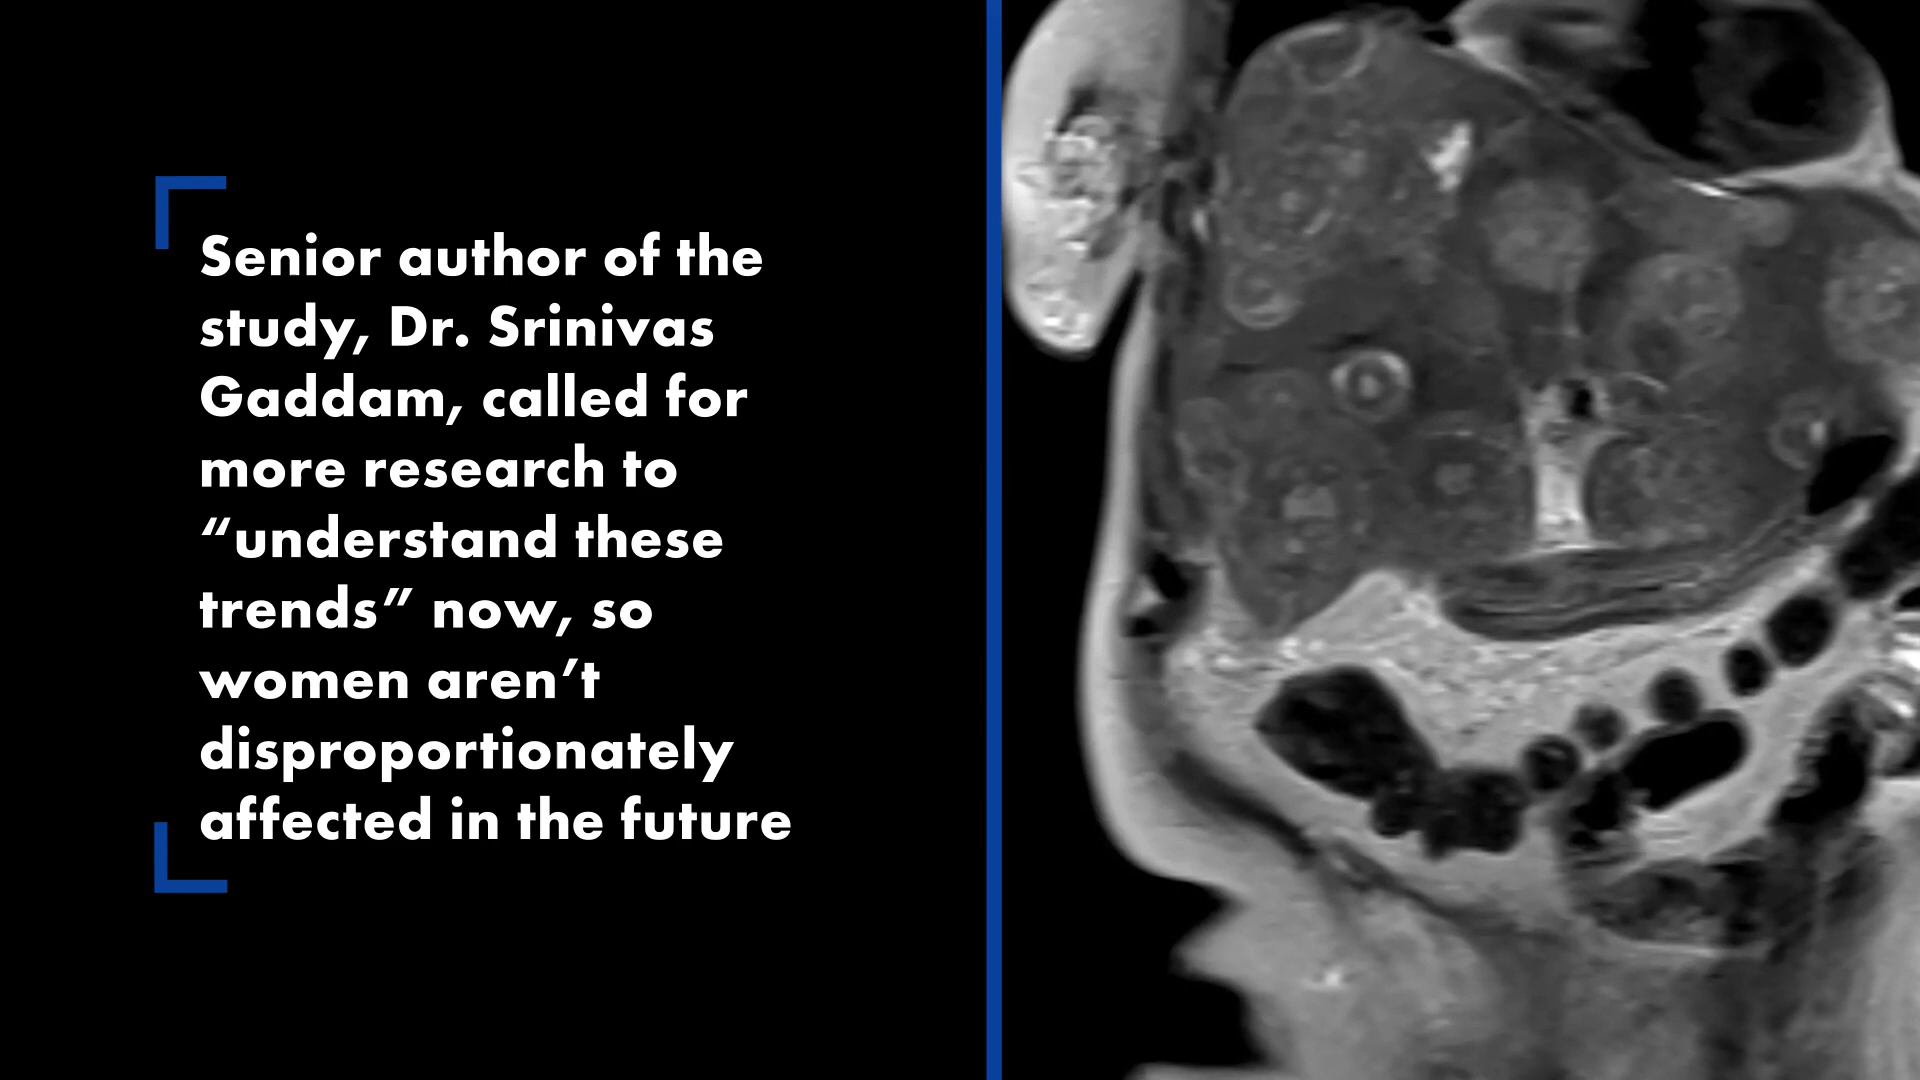 Senior author of the
study, Dr. Srinivas
Gaddam, called for
more research to
“understand these
trends” now, so
women aren’t
disproportionately
affected in the future